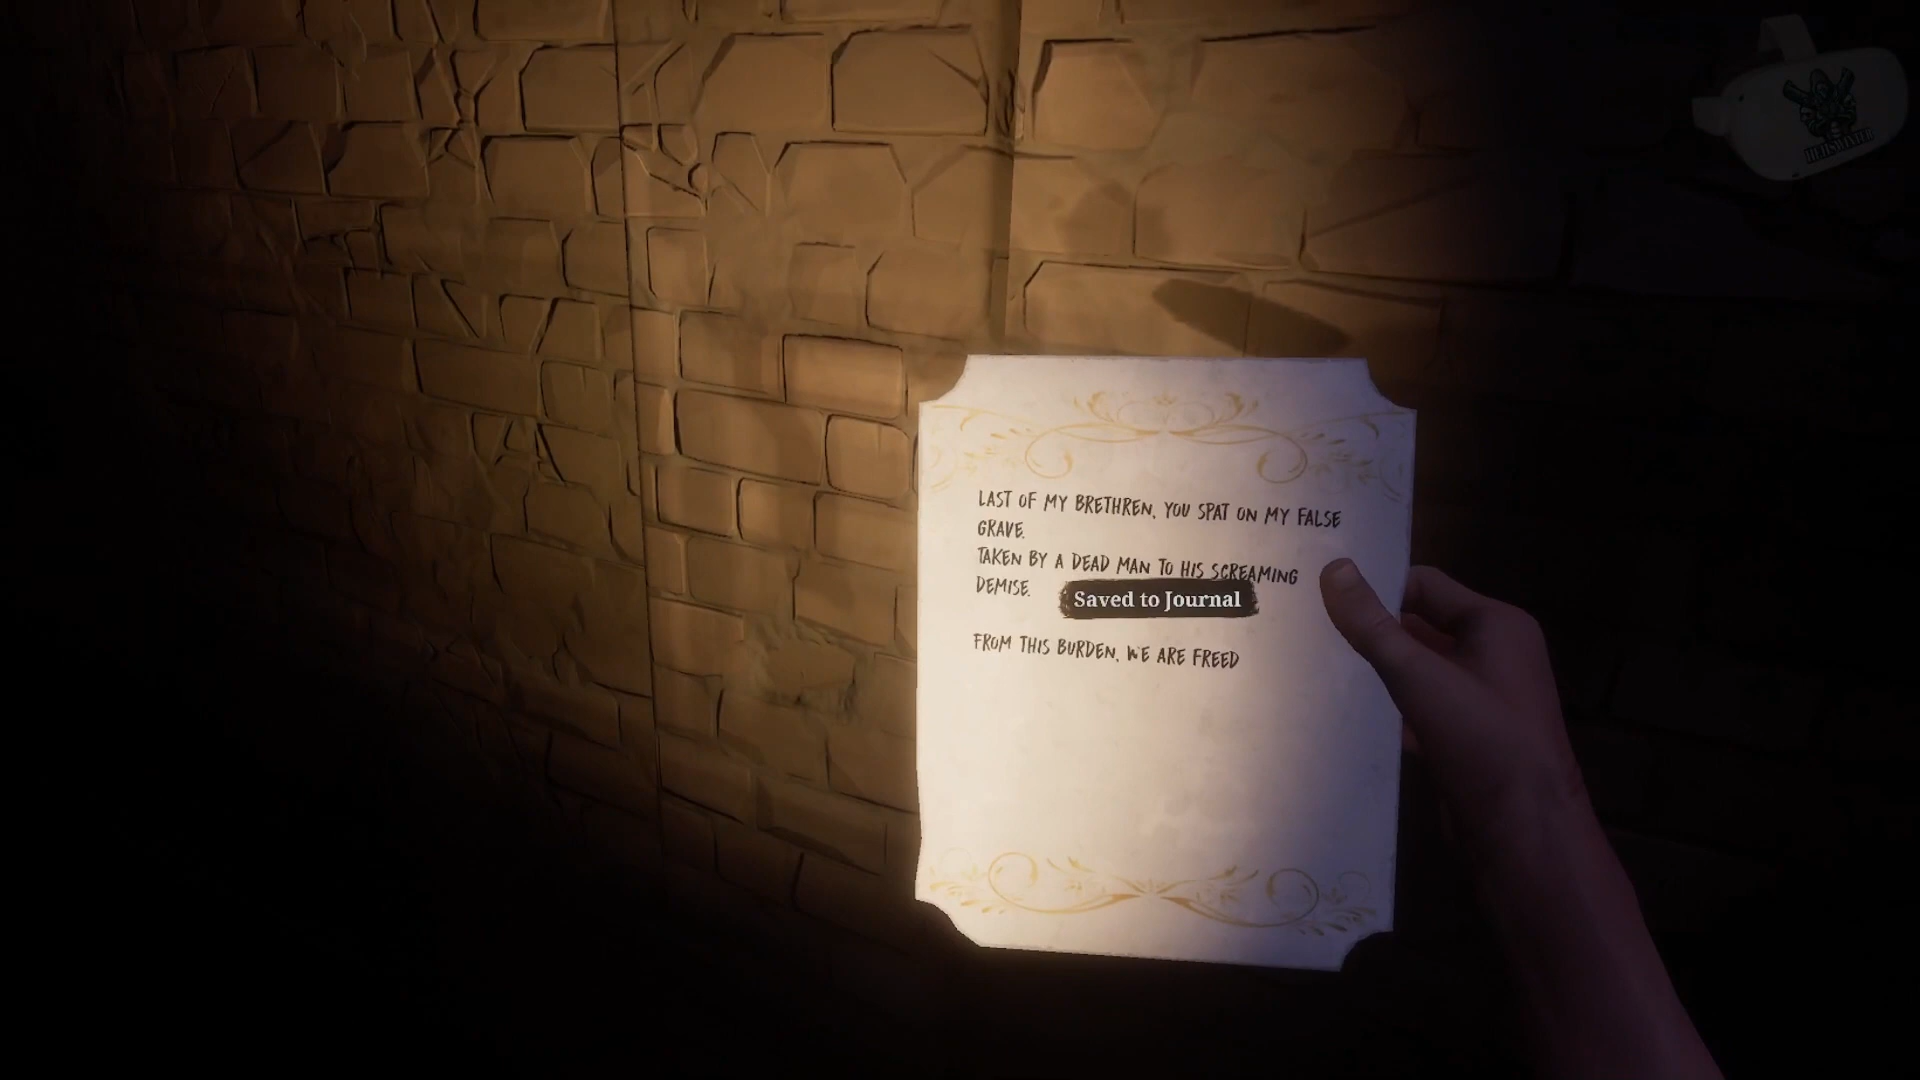 LAST OF MY BRETHREN, YOU SPAT ON MY FALSE
GRAVE.
TAKEN BY A DEAD MAN TO HIS SCREAMING
DEMISE.
Saved to Journal
FROM THIS BURDEN, WE ARE FREED